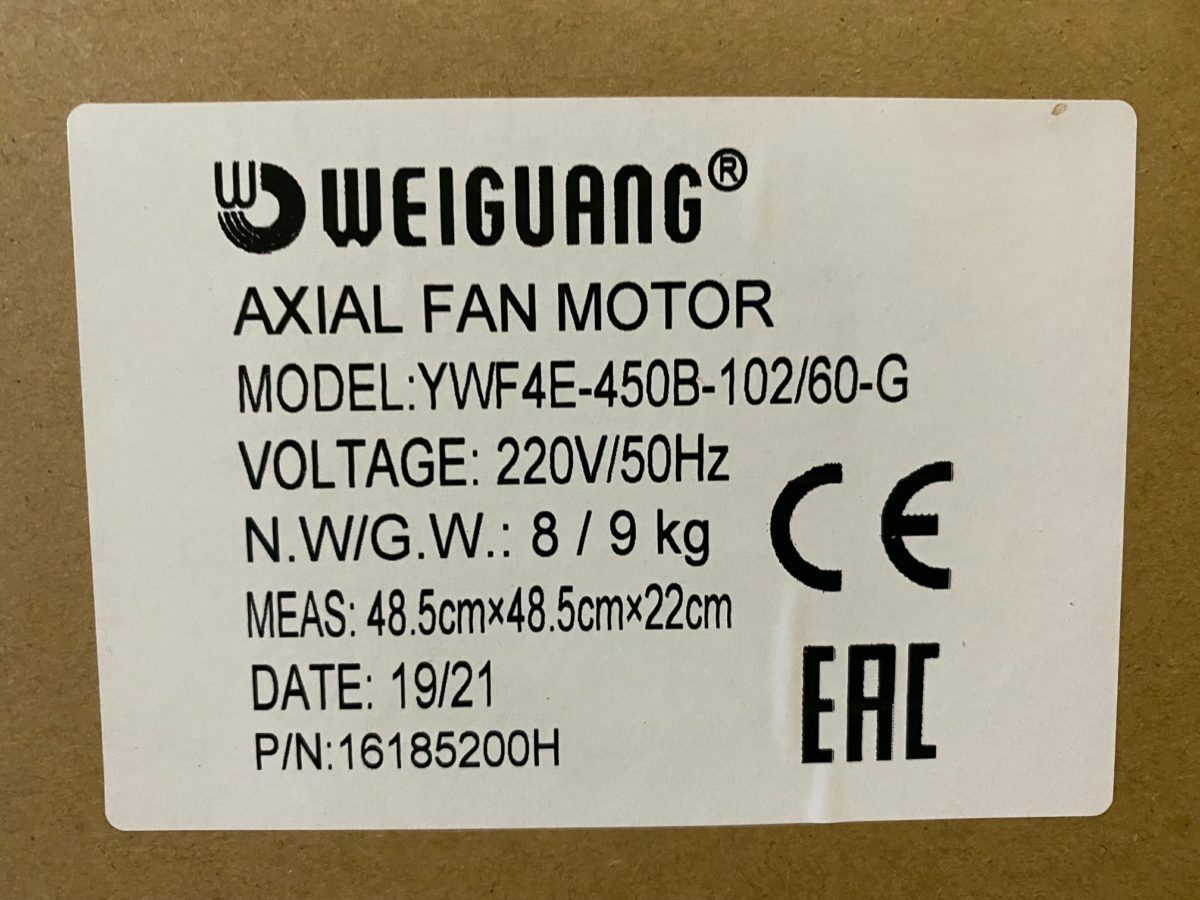 WEIGUANG®
AXIAL FAN MOTOR
MODEL:YWF4E-450B-102/60-G
VOLTAGE: 220V/50Hz
N.W/G.W.: 8 / 9 kg
MEAS: 48.5cm×48.5cm×22cm
DATE: 19/21
P/N:16185200H
CE
EAC